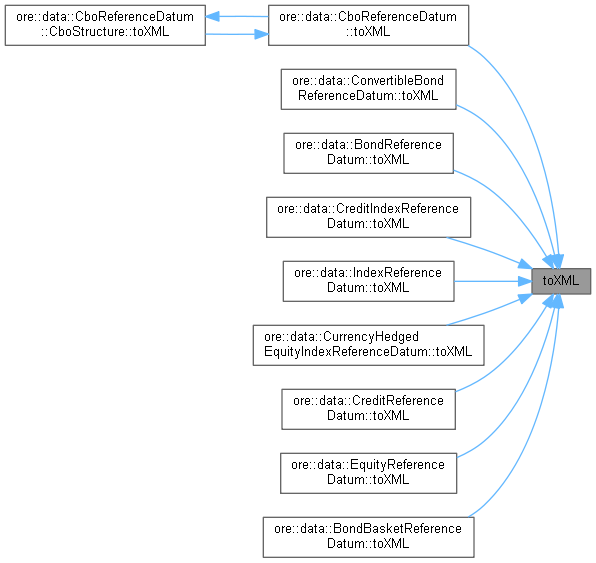 ore::data::CboReferenceDatum
::CboStructure::toXML
ore::data::CboReferenceDatum
::toXML
ore::data::ConvertibleBond
ReferenceDatum::toXML
ore::data::BondReference
Datum::toXML
ore::data::CreditIndexReference
Datum::toXML
ore::data::IndexReference
Datum::toXML
toXML
ore::data::CurrencyHedged
EquityIndexReferenceDatum::toXML
ore::data::CreditReference
Datum::toXML
ore::data::EquityReference
Datum::toXML
ore::data::BondBasketReference
Datum::toXML